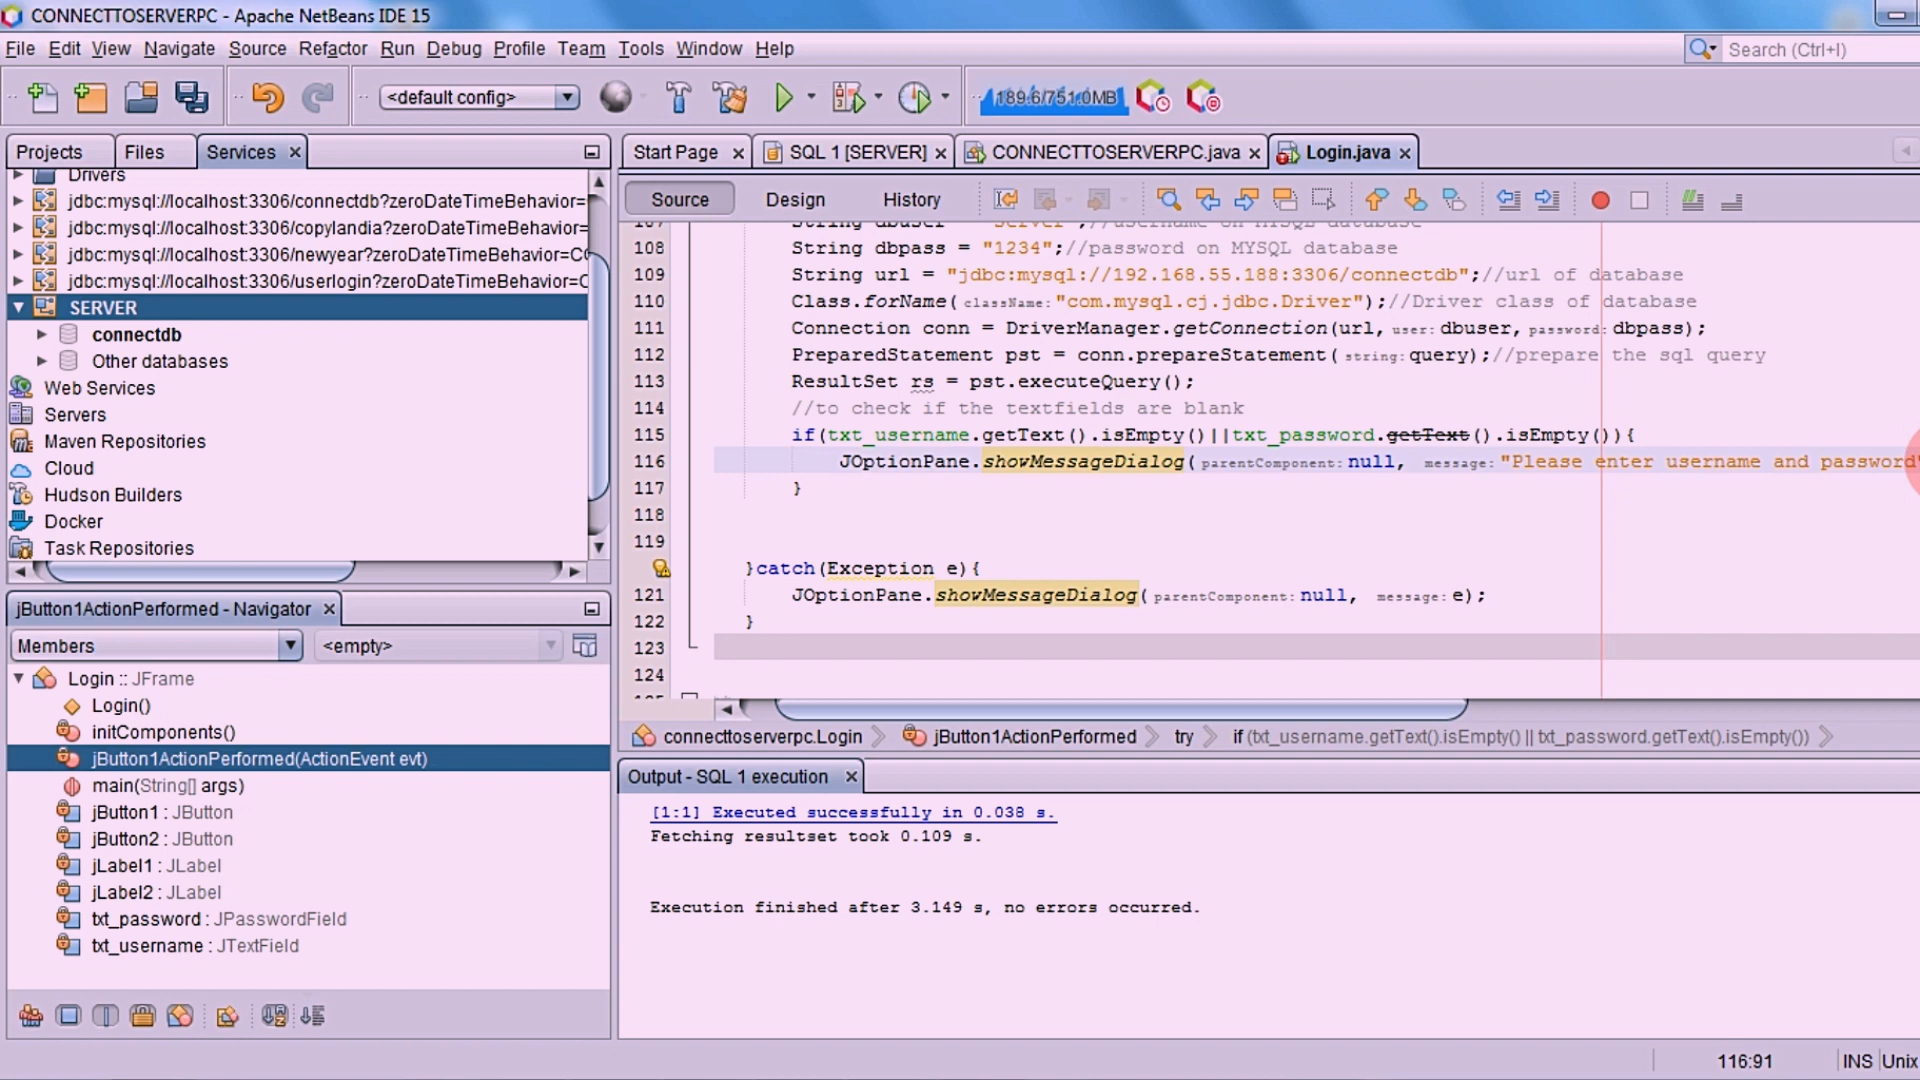 CONNECTTOSERVERPC - Apache NetBeans IDE 15
File Edit View Navigate Source Refactor Run Debug Profile Team Tools Window Help
Search (Ctrl+I)
<default config>
189.6/751.0MB
Projects Files Services
Start Page SQL 1 [SERVER] CONNECTTOSERVERPC.java Login.java
Source Design History
Drivers
jdbc:mysql://localhost:3306/connectdb?zeroDateTimeBehavior=
jdbc:mysql://localhost:3306/copylandia?zeroDateTimeBehavior=
jdbc:mysql://localhost:3306/newyear?zeroDateTimeBehavior=CO
jdbc:mysql://localhost:3306/userlogin?zeroDateTimeBehavior=C
SERVER
connectdb
Other databases
Web Services
Servers
Maven Repositories
Cloud
Hudson Builders
Docker
Task Repositories
107 String dbuser = "server";//username on MYSQL database
108 String dbpass = "1234";//password on MYSQL database
109 String url = "jdbc:mysql://192.168.55.188:3306/connectdb";//url of database
110 Class.forName(className:"com.mysql.cj.jdbc.Driver");//Driver class of database
111 Connection conn = DriverManager.getConnection(url,user:dbuser,password:dbpass);
112 PreparedStatement pst = conn.prepareStatement(string:query);//prepare the sql query
113 ResultSet rs = pst.executeQuery();
114 //to check if the textfields are blank
115 if(txt_username.getText().isEmpty()||txt_password.getText().isEmpty()){
116 JOptionPane.showMessageDialog(parentComponent:null, message:"Please enter username and password"
117 }
118
119
}catch(Exception e){
121 JOptionPane.showMessageDialog(parentComponent:null, message:e);
122 }
123
124
connecttoserverpc.Login jButton1ActionPerformed try if (txt_username.getText().isEmpty() || txt_password.getText().isEmpty())
jButton1ActionPerformed - Navigator
Members <empty>
Login :: JFrame
Login()
initComponents()
jButton1ActionPerformed(ActionEvent evt)
main(String[] args)
jButton1 : JButton
jButton2 : JButton
jLabel1 : JLabel
jLabel2 : JLabel
txt_password : JPasswordField
txt_username : JTextField
Output - SQL 1 execution
[1:1] Executed successfully in 0.038 s.
Fetching resultset took 0.109 s.
Execution finished after 3.149 s, no errors occurred.
116:91 INS Unix